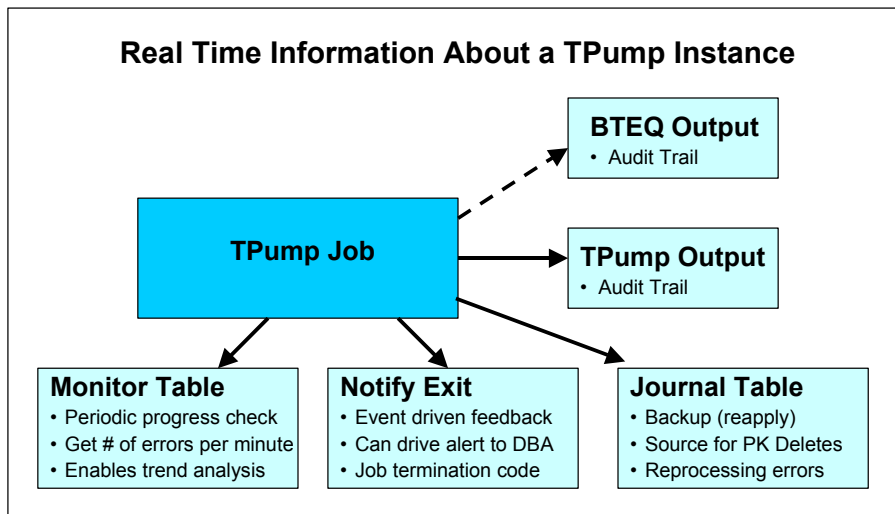 Real Time Information About a TPump Instance
BTEQ Output
• Audit Trail
TPump Job
TPump Output
• Audit Trail
Monitor Table
• Periodic progress check
• Get # of errors per minute
• Enables trend analysis
Notify Exit
• Event driven feedback
• Can drive alert to DBA
• Job termination code
Journal Table
• Backup (reapply)
• Source for PK Deletes
• Reprocessing errors